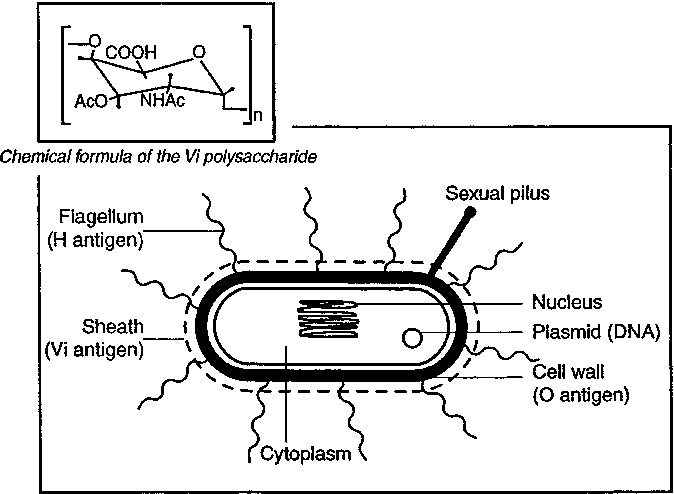 O
COOH
O
AcO
NHAc
n
Chemical formula of the Vi polysaccharide
Sexual pilus
Flagellum
(H antigen)
Nucleus
Sheath
(Vi antigen)
Plasmid (DNA)
Cell wall
(O antigen)
Cytoplasm